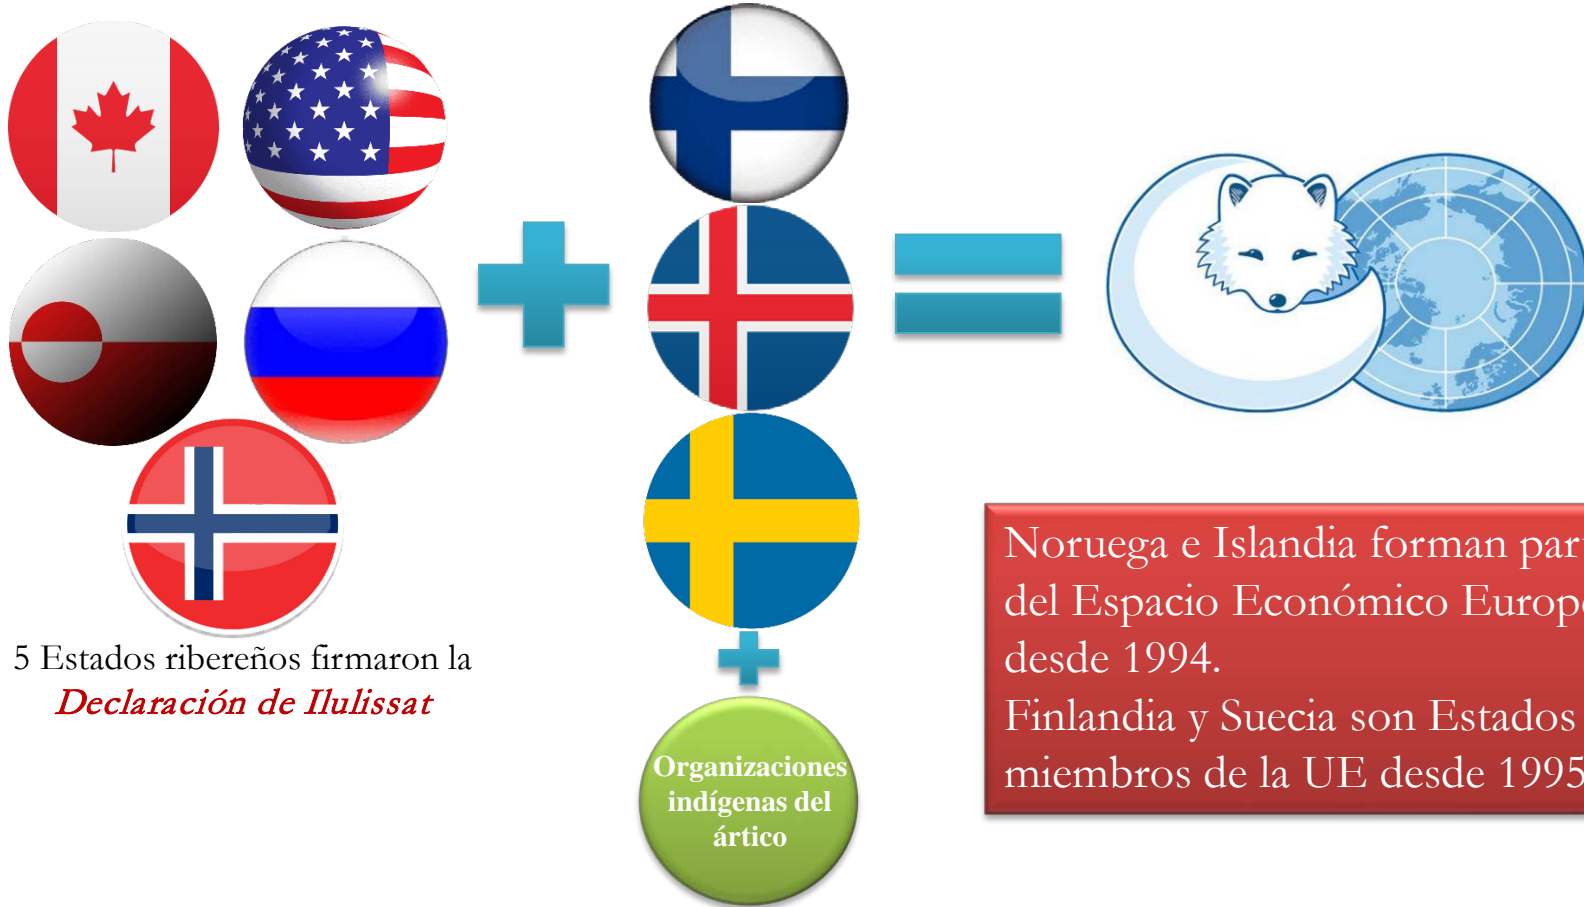 5 Estados ribereños firmaron la
Declaración de Ilulissat
Organizaciones
indígenas del
ártico
Noruega e Islandia forman par
del Espacio Económico Europ
desde 1994.
Finlandia y Suecia son Estados
miembros de la UE desde 1995